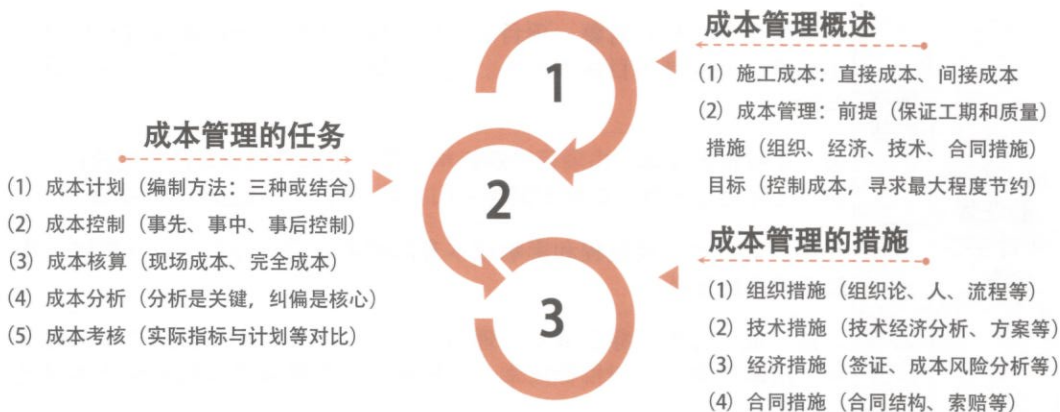 1
成本管理概述
(1) 施工成本：直接成本、间接成本
(2) 成本管理：前提（保证工期和质量）
措施（组织、经济、技术、合同措施）
目标（控制成本，寻求最大程度节约）
2
成本管理的任务
(1) 成本计划（编制方法：三种或结合）
(2) 成本控制（事先、事中、事后控制）
(3) 成本核算（现场成本、完全成本）
(4) 成本分析（分析是关键，纠偏是核心）
(5) 成本考核（实际指标与计划等对比）
3
成本管理的措施
(1) 组织措施（组织论、人、流程等）
(2) 技术措施（技术经济分析、方案等）
(3) 经济措施（签证、成本风险分析等）
(4) 合同措施（合同结构、索赔等）